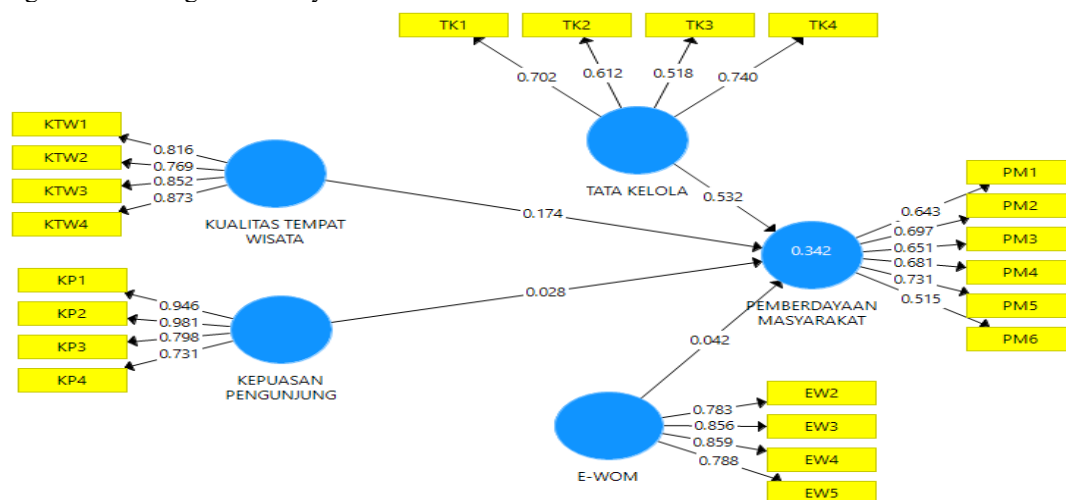 TK1
TK2
TK3
TK4
0.702
0.612
0.518
0.740
TATA KELOLA
KTW1
KTW2
KTW3
KTW4
0.816
0.769
0.852
0.873
KUALITAS TEMPAT
WISATA
0.174
0.532
KP1
KP2
KP3
KP4
0.946
0.981
0.798
0.731
KEPUASAN
PENGUNJUNG
0.028
0.042
0.342
PEMBERDAYAAN
MASYARAKAT
0.643
0.697
0.651
0.681
0.731
0.515
PM1
PM2
PM3
PM4
PM5
PM6
E-WOM
0.783
0.856
0.859
0.788
EW2
EW3
EW4
EW5